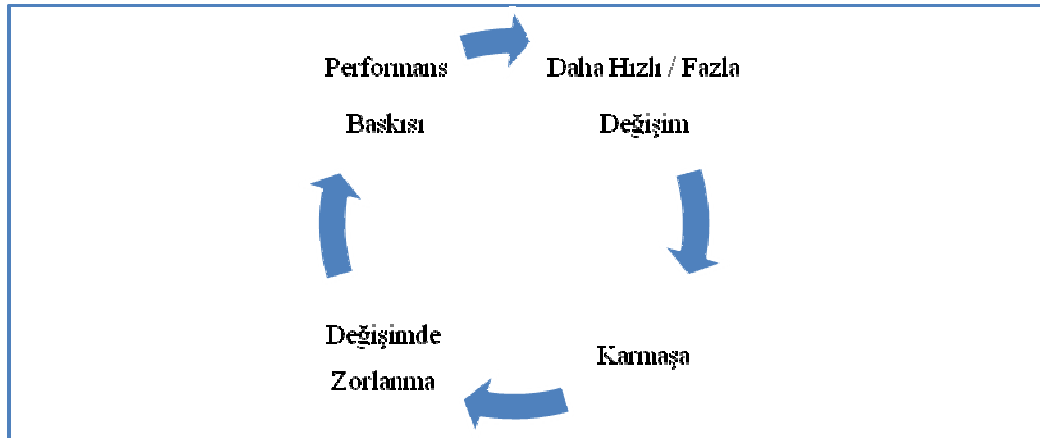 Performans
Baskısı
Daha Hızlı / Fazla
Değişim
Değişimde
Zorlanma
Karmaşa